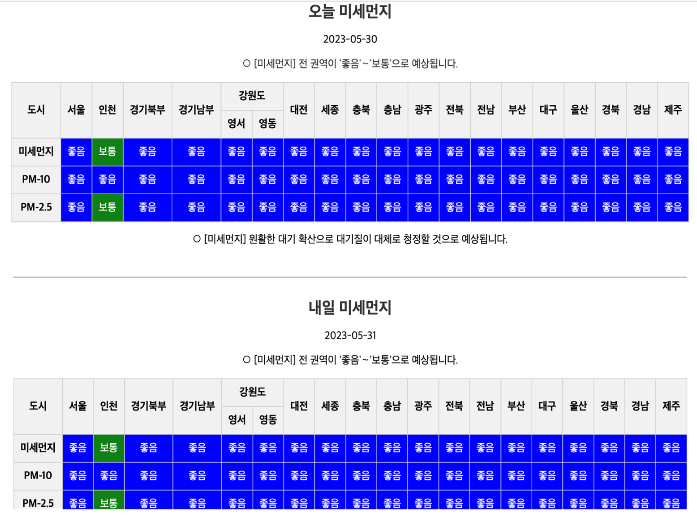 오늘 미세먼지
2023-05-30
○ [미세먼지] 전 권역이 '좋음'~'보통'으로 예상됩니다.
도시 서울 인천 경기북부 경기남부 강원도 대전 세종 충북 충남 광주 전북 전남 부산 대구 울산 경북 경남 제주
영서 영동
미세먼지 좋음 보통 좋음 좋음 좋음 좋음 좋음 좋음 좋음 좋음 좋음 좋음 좋음 좋음 좋음 좋음 좋음 좋음 좋음
PM-10 좋음 좋음 좋음 좋음 좋음 좋음 좋음 좋음 좋음 좋음 좋음 좋음 좋음 좋음 좋음 좋음 좋음 좋음 좋음
PM-2.5 좋음 보통 좋음 좋음 좋음 좋음 좋음 좋음 좋음 좋음 좋음 좋음 좋음 좋음 좋음 좋음 좋음 좋음 좋음
○ [미세먼지] 원활한 대기 확산으로 대기질이 대체로 청정할 것으로 예상됩니다.
내일 미세먼지
2023-05-31
○ [미세먼지] 전 권역이 '좋음'~'보통'으로 예상됩니다.
도시 서울 인천 경기북부 경기남부 강원도 대전 세종 충북 충남 광주 전북 전남 부산 대구 울산 경북 경남 제주
영서 영동
미세먼지 좋음 보통 좋음 좋음 좋음 좋음 좋음 좋음 좋음 좋음 좋음 좋음 좋음 좋음 좋음 좋음 좋음 좋음 좋음
PM-10 좋음 좋음 좋음 좋음 좋음 좋음 좋음 좋음 좋음 좋음 좋음 좋음 좋음 좋음 좋음 좋음 좋음 좋음 좋음
PM-2.5 좋음 보통 좋음 좋음 좋음 좋음 좋음 좋음 좋음 좋음 좋음 좋음 좋음 좋음 좋음 좋음 좋음 좋음 좋음